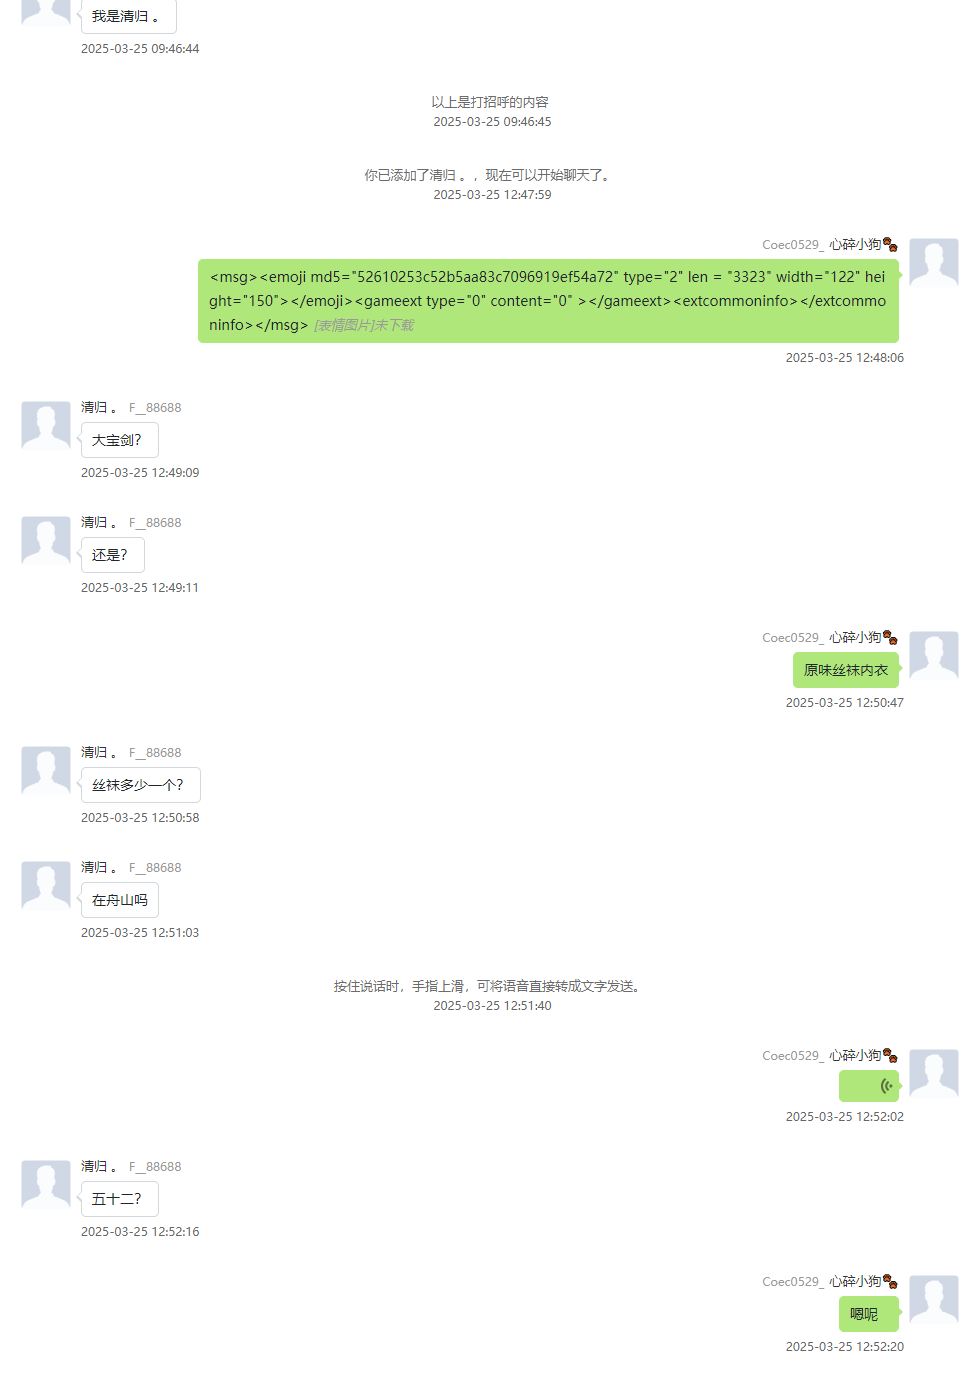 我是清归 。
2025-03-25 09:46:44
以上是打招呼的内容
2025-03-25 09:46:45
你已添加了清归 。，现在可以开始聊天了。
2025-03-25 12:47:59
Coec0529_ 心碎小狗
<msg><emoji md5="52610253c52b5aa83c7096919ef54a72" type="2" len = "3323" width="122" hei
ght="150"></emoji><gameext type="0" content="0" ></gameext><extcommoninfo></extcommo
ninfo></msg> [表情图片]未下载
2025-03-25 12:48:06
清归 。 F__88688
大宝剑？
2025-03-25 12:49:09
清归 。 F__88688
还是？
2025-03-25 12:49:11
Coec0529_ 心碎小狗
原味丝袜内衣
2025-03-25 12:50:47
清归 。 F__88688
丝袜多少一个？
2025-03-25 12:50:58
清归 。 F__88688
在舟山吗
2025-03-25 12:51:03
按住说话时，手指上滑，可将语音直接转成文字发送。
2025-03-25 12:51:40
Coec0529_ 心碎小狗
2025-03-25 12:52:02
清归 。 F__88688
五十二？
2025-03-25 12:52:16
Coec0529_ 心碎小狗
嗯呢
2025-03-25 12:52:20